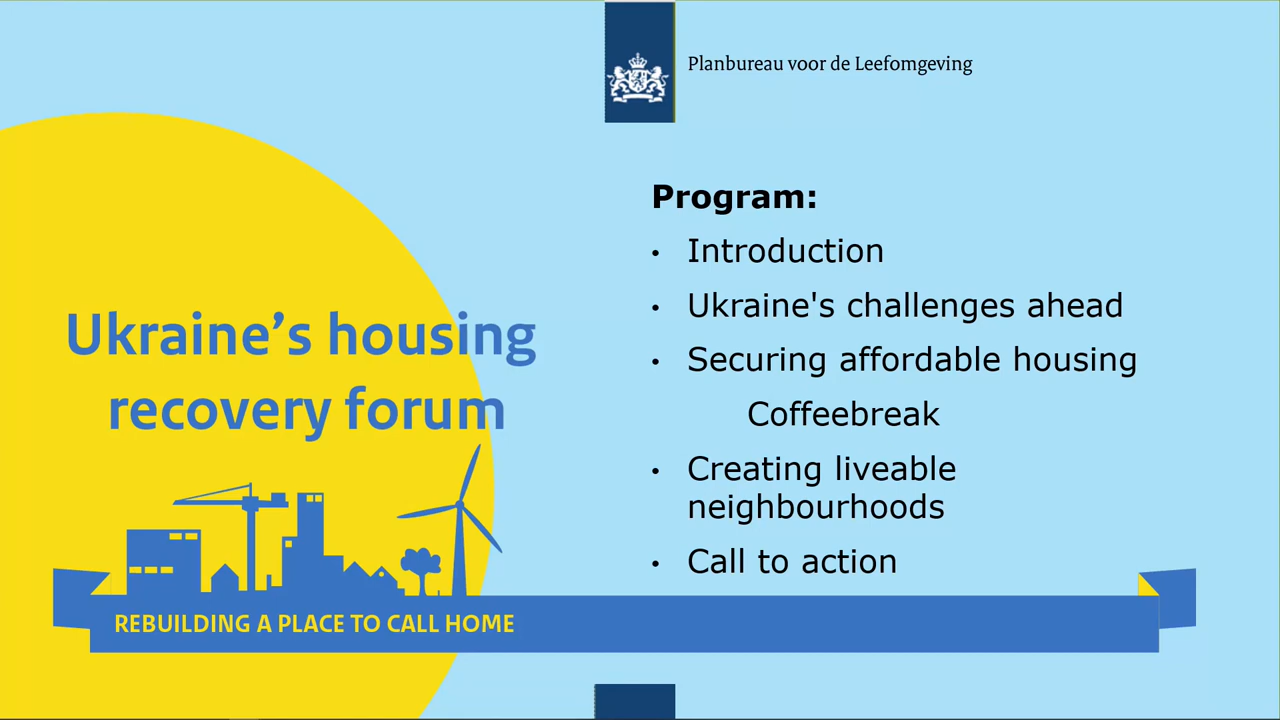 Planbureau voor de Leefomgeving
Ukraine’s housing
recovery forum
REBUILDING A PLACE TO CALL HOME
Program:
• Introduction
• Ukraine's challenges ahead
• Securing affordable housing
Coffeebreak
• Creating liveable
neighbourhoods
• Call to action